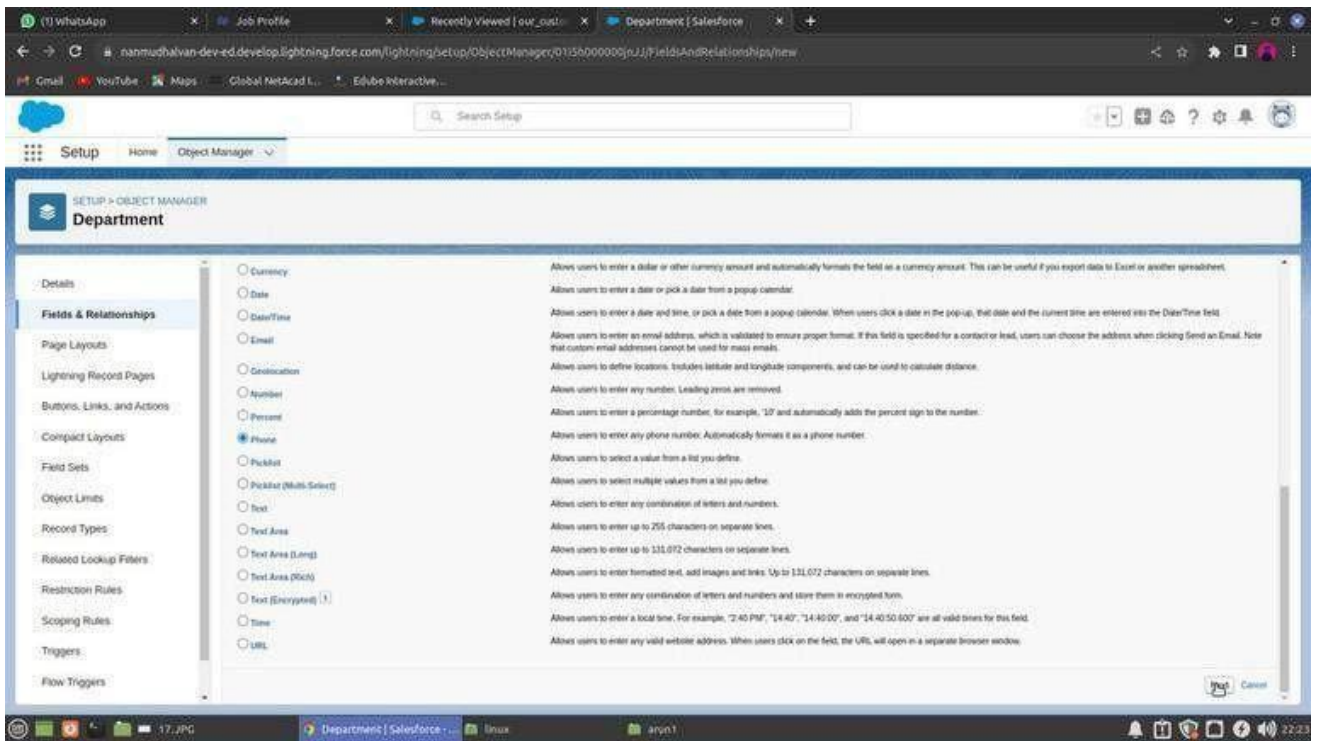 (1) WhatsApp
Job Profile
Recently Viewed | our_custo
Department | Salesforce
nanmudhalvan-dev-ed.develop.lightning.force.com/lightning/setup/ObjectManager/01I5h000000jnJJ/FieldsAndRelationships/new
Gmail YouTube Maps Global NetAcad L... Edube Interactive...
Search Setup
Setup Home Object Manager
SETUP > OBJECT MANAGER
Department
Details
Fields & Relationships
Page Layouts
Lightning Record Pages
Buttons, Links, and Actions
Compact Layouts
Field Sets
Object Limits
Record Types
Related Lookup Filters
Restriction Rules
Scoping Rules
Triggers
Flow Triggers
Currency Allows users to enter a dollar or other currency amount and automatically formats the field as a currency amount. This can be useful if you export data to Excel or another spreadsheet.
Date Allows users to enter a date or pick a date from a popup calendar.
Date/Time Allows users to enter a date and time, or pick a date from a popup calendar. When users click a date in the pop-up, that date and the current time are entered into the Date/Time field.
Email Allows users to enter an email address, which is validated to ensure proper format. If this field is specified for a contact or lead, users can choose the address when clicking Send an Email. Note
that custom email addresses cannot be used for mass emails.
Geolocation Allows users to define locations. Includes latitude and longitude components, and can be used to calculate distance.
Number Allows users to enter any number. Leading zeros are removed.
Percent Allows users to enter a percentage number, for example, '10' and automatically adds the percent sign to the number.
Phone Allows users to enter any phone number. Automatically formats it as a phone number.
Picklist Allows users to select a value from a list you define.
Picklist (Multi-Select) Allows users to select multiple values from a list you define.
Text Allows users to enter any combination of letters and numbers.
Text Area Allows users to enter up to 255 characters on separate lines.
Text Area (Long) Allows users to enter up to 131,072 characters on separate lines.
Text Area (Rich) Allows users to enter formatted text, add images and links. Up to 131,072 characters on separate lines.
Text (Encrypted) Allows users to enter any combination of letters and numbers and store them in encrypted form.
Time Allows users to enter a local time. For example, "2:40 PM", "14:40", "14:40:00", and "14:40:50.600" are all valid times for this field.
URL Allows users to enter any valid website address. When users click on the field, the URL will open in a separate browser window.
Next Cancel
17.JPG
Department | Salesforce - ...
linux
arun1
22:23